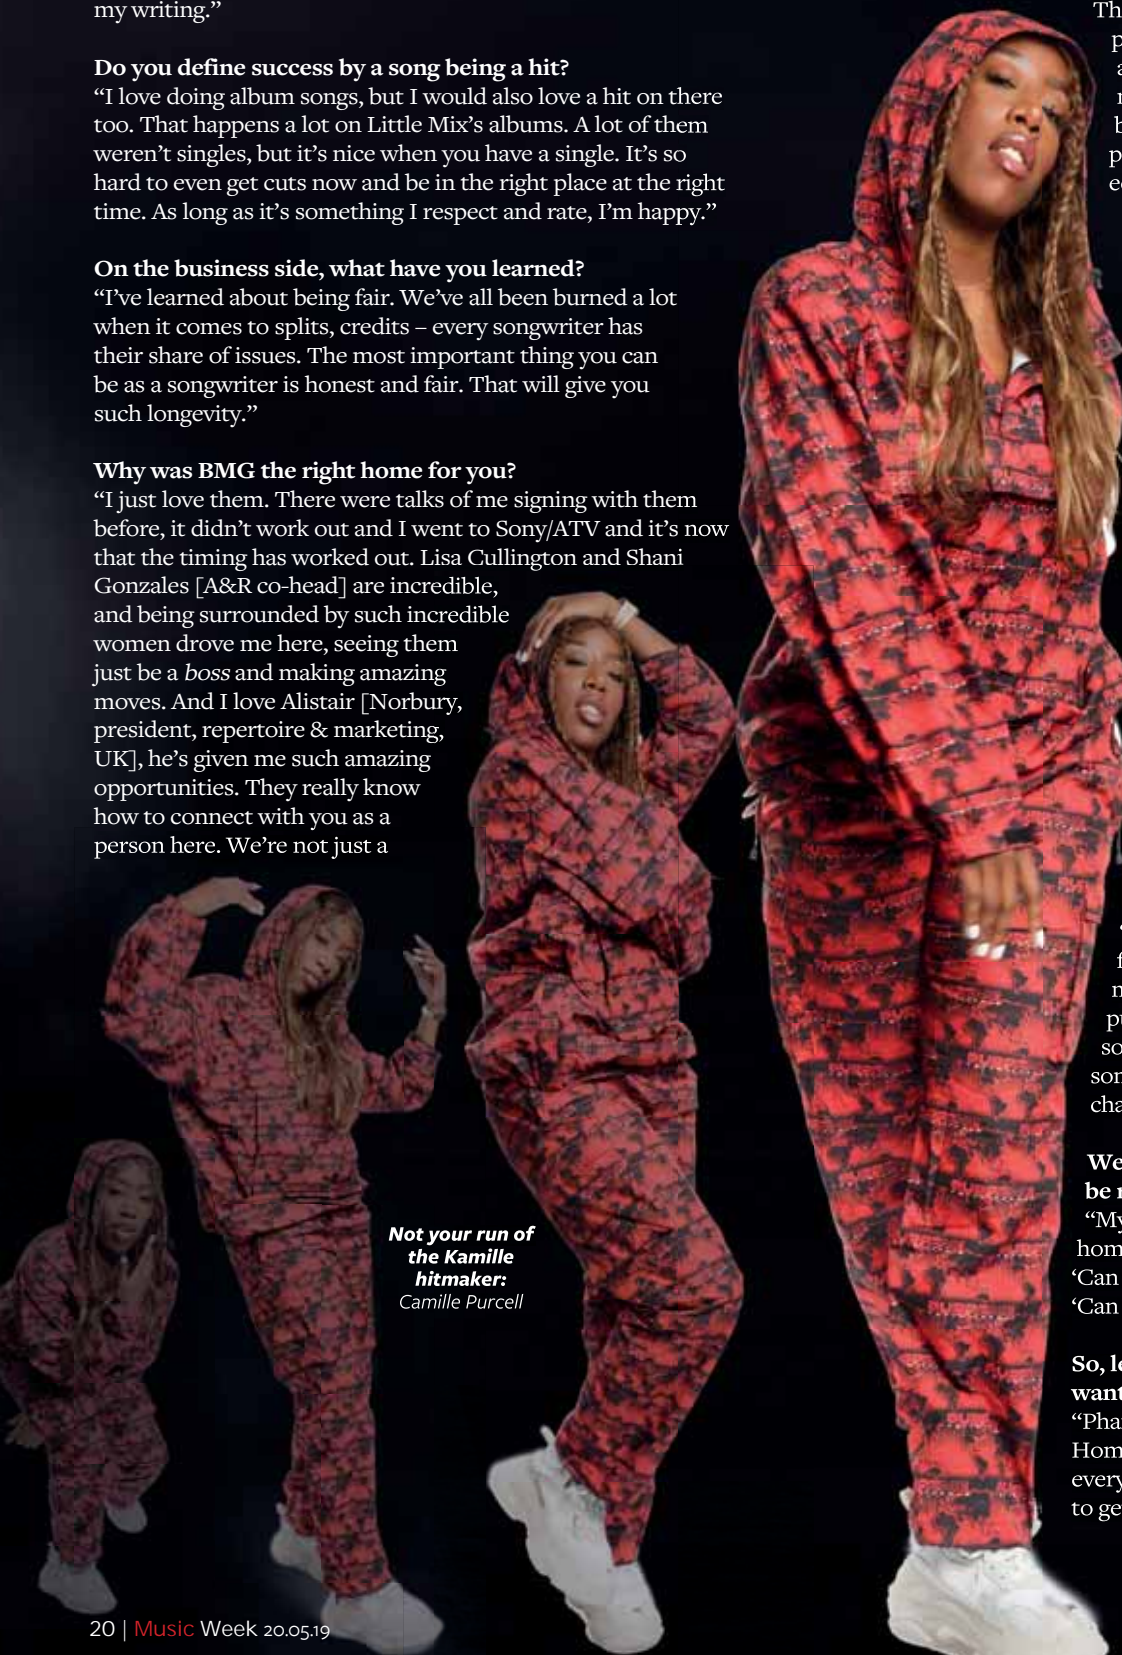 my writing.”
Do you define success by a song being a hit?
“I love doing album songs, but I would also love a hit on there
too. That happens a lot on Little Mix’s albums. A lot of them
weren’t singles, but it’s nice when you have a single. It’s so
hard to even get cuts now and be in the right place at the right
time. As long as it’s something I respect and rate, I’m happy.”
On the business side, what have you learned?
“I’ve learned about being fair. We’ve all been burned a lot
when it comes to splits, credits – every songwriter has
their share of issues. The most important thing you can
be as a songwriter is honest and fair. That will give you
such longevity.”
Why was BMG the right home for you?
“I just love them. There were talks of me signing with them
before, it didn’t work out and I went to Sony/ATV and it’s now
that the timing has worked out. Lisa Cullington and Shani
Gonzales [A&R co-head] are incredible,
and being surrounded by such incredible
women drove me here, seeing them
just be a boss and making amazing
moves. And I love Alistair [Norbury,
president, repertoire & marketing,
UK], he’s given me such amazing
opportunities. They really know
how to connect with you as a
person here. We’re not just a
Not your run of
the Kamille
hitmaker:
Camille Purcell
20 | Music Week 20.05.19
We
“My
‘Can
‘Can
So,
want
every
to